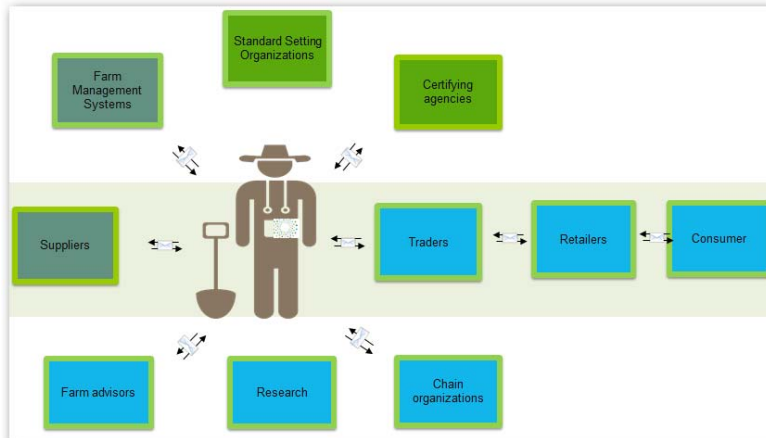 Standard Setting
Organizations
Farm
Management
Systems
Certifying
agencies
Suppliers
Traders
Retailers
Consumer
Farm advisors
Research
Chain
organizations